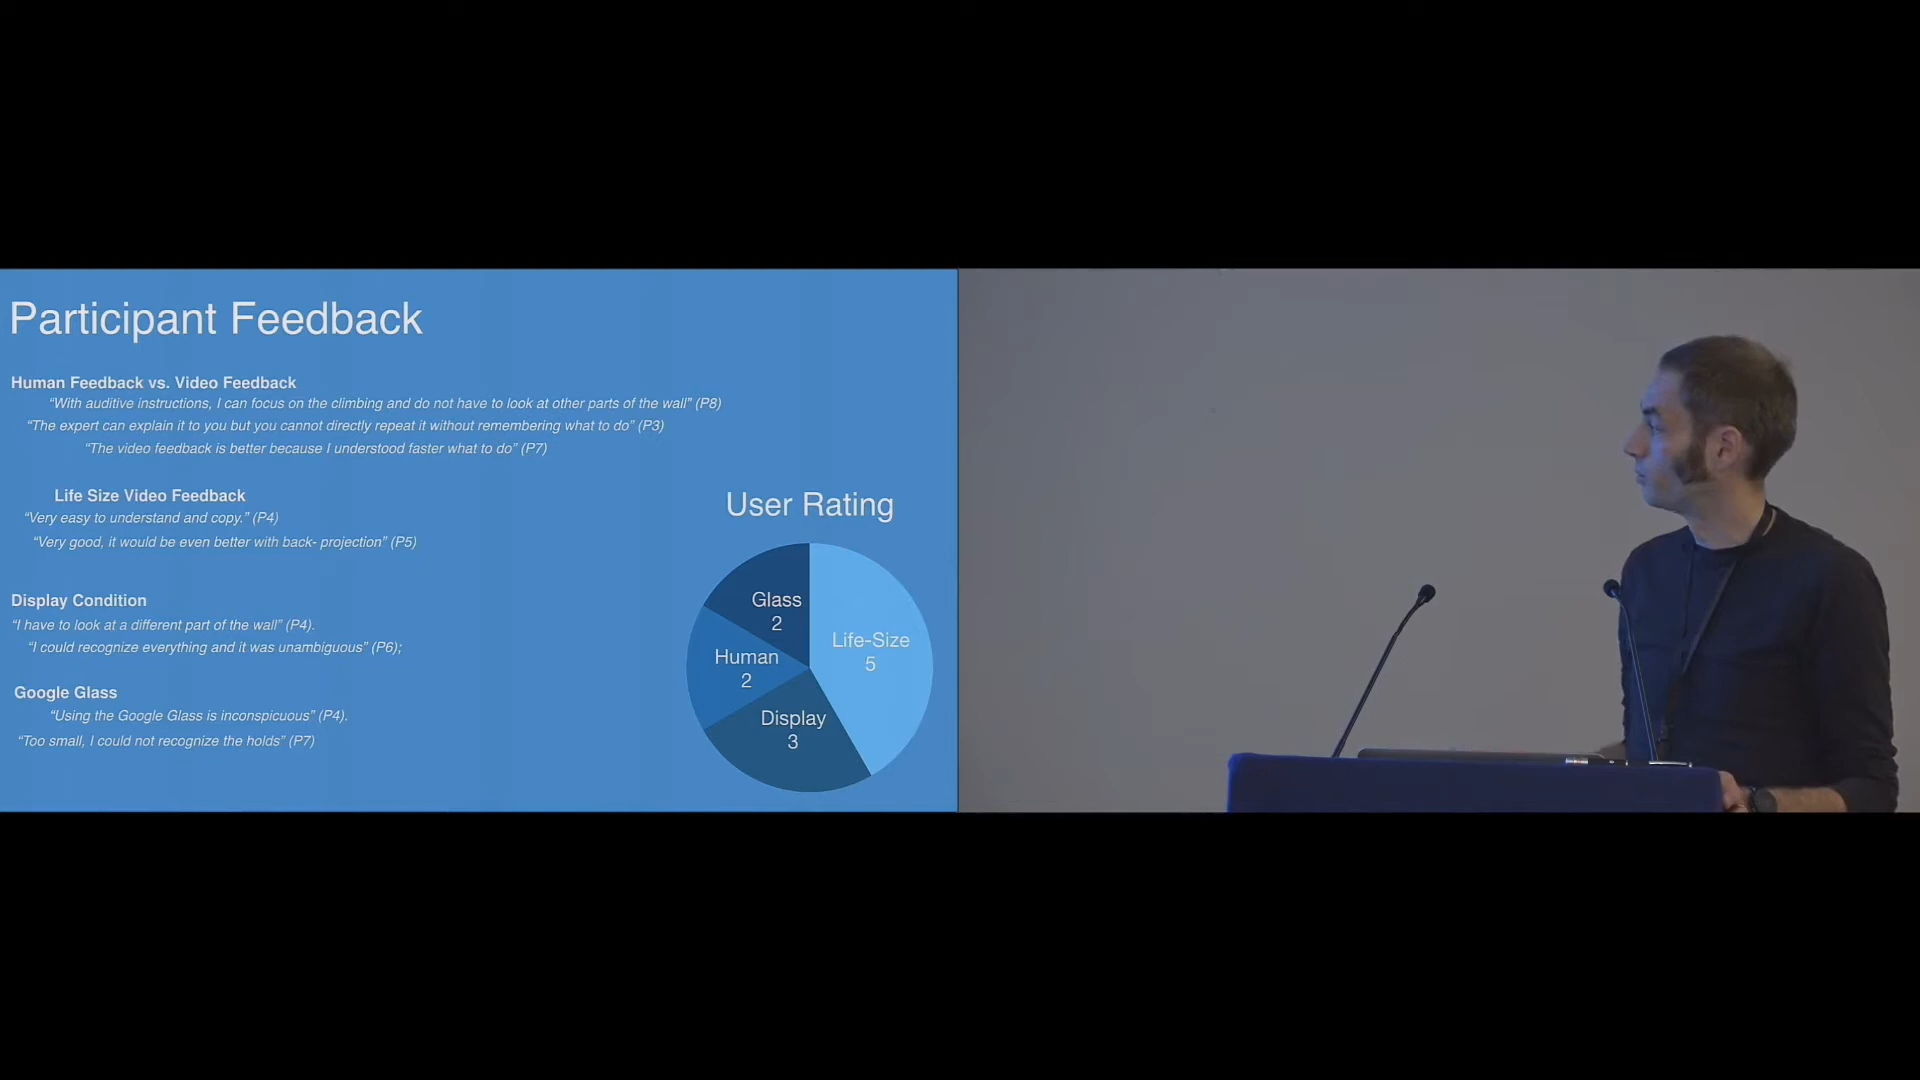 Participant Feedback
Human Feedback vs. Video Feedback
“With auditive instructions, I can focus on the climbing and do not have to look at other parts of the wall” (P8)
“The expert can explain it to you but you cannot directly repeat it without remembering what to do” (P3)
“The video feedback is better because I understood faster what to do” (P7)
Life Size Video Feedback
“Very easy to understand and copy.” (P4)
“Very good, it would be even better with back- projection” (P5)
Display Condition
“I have to look at a different part of the wall” (P4).
“I could recognize everything and it was unambiguous” (P6);
Google Glass
“Using the Google Glass is inconspicuous” (P4).
“Too small, I could not recognize the holds” (P7)
User Rating
Glass
2
Life-Size
5
Human
2
Display
3